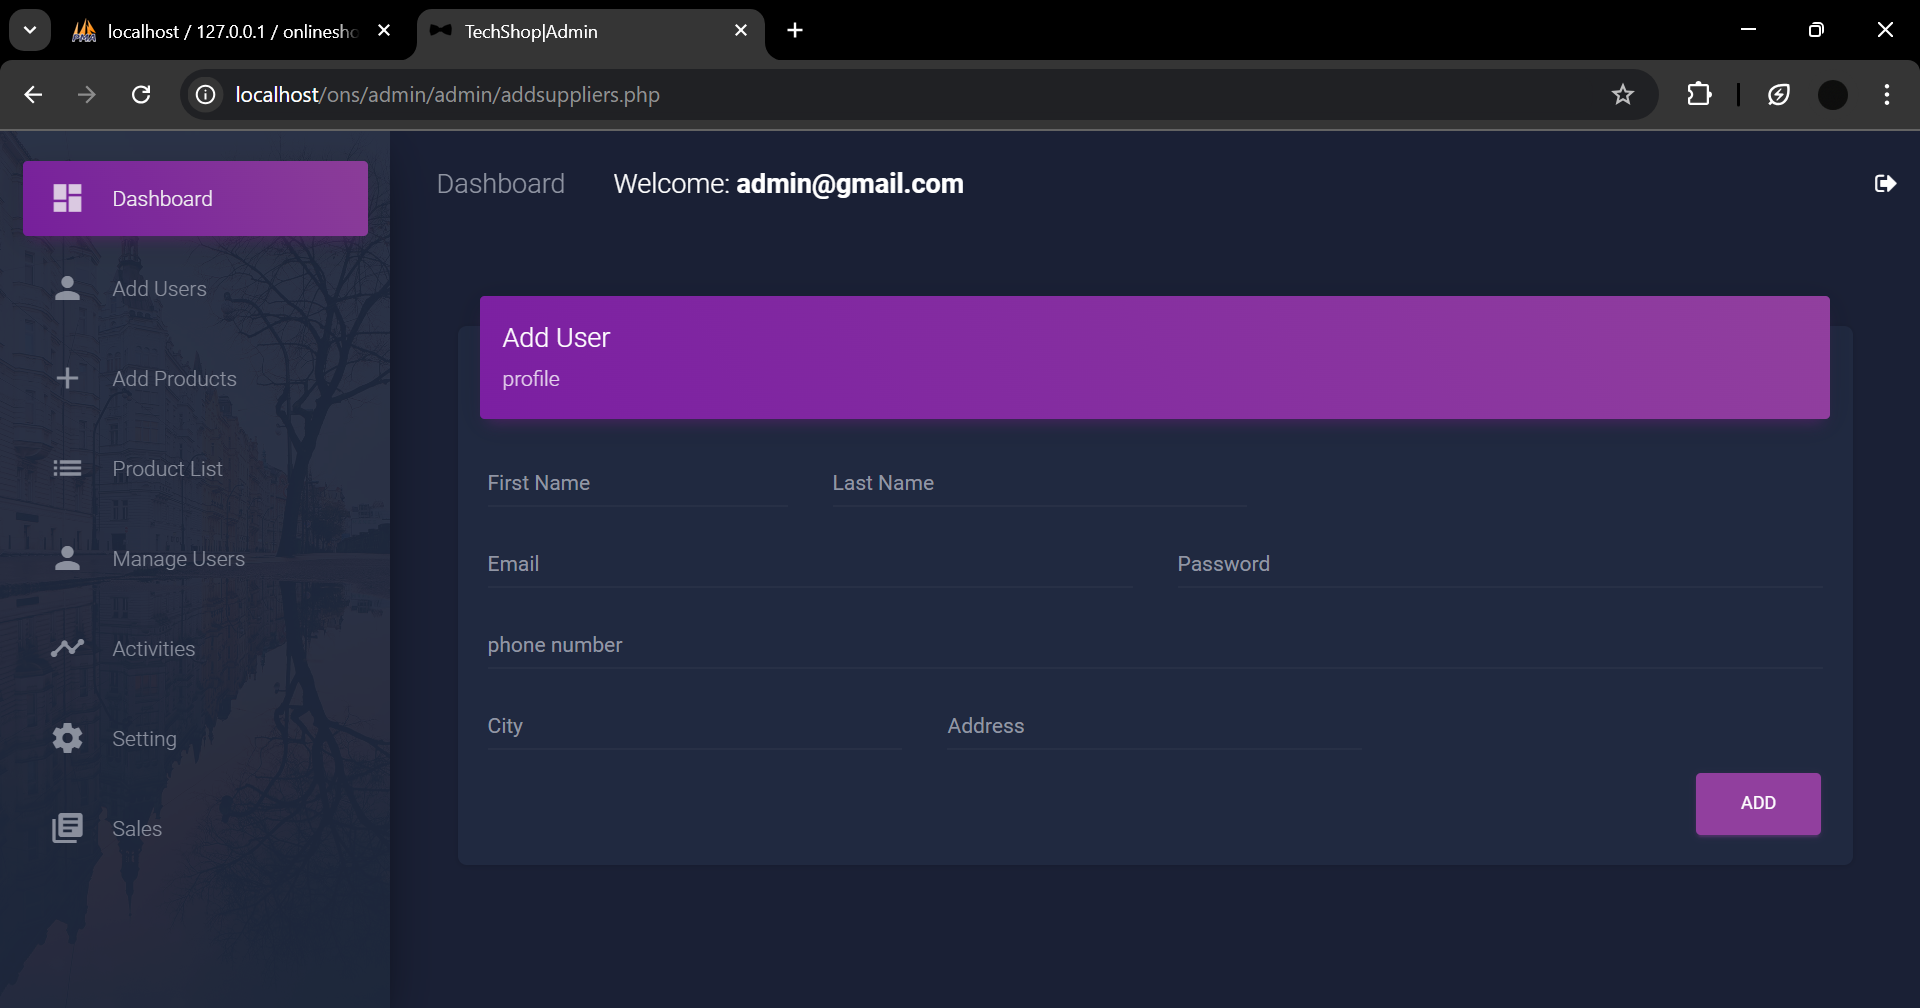 localhost / 127.0.0.1 / onlinesho
TechShop|Admin
localhost/ons/admin/admin/addsuppliers.php
Dashboard
Add Users
Add Products
Product List
Manage Users
Activities
Setting
Sales
Dashboard Welcome: admin@gmail.com
Add User
profile
First Name Last Name
Email Password
phone number
City Address
ADD